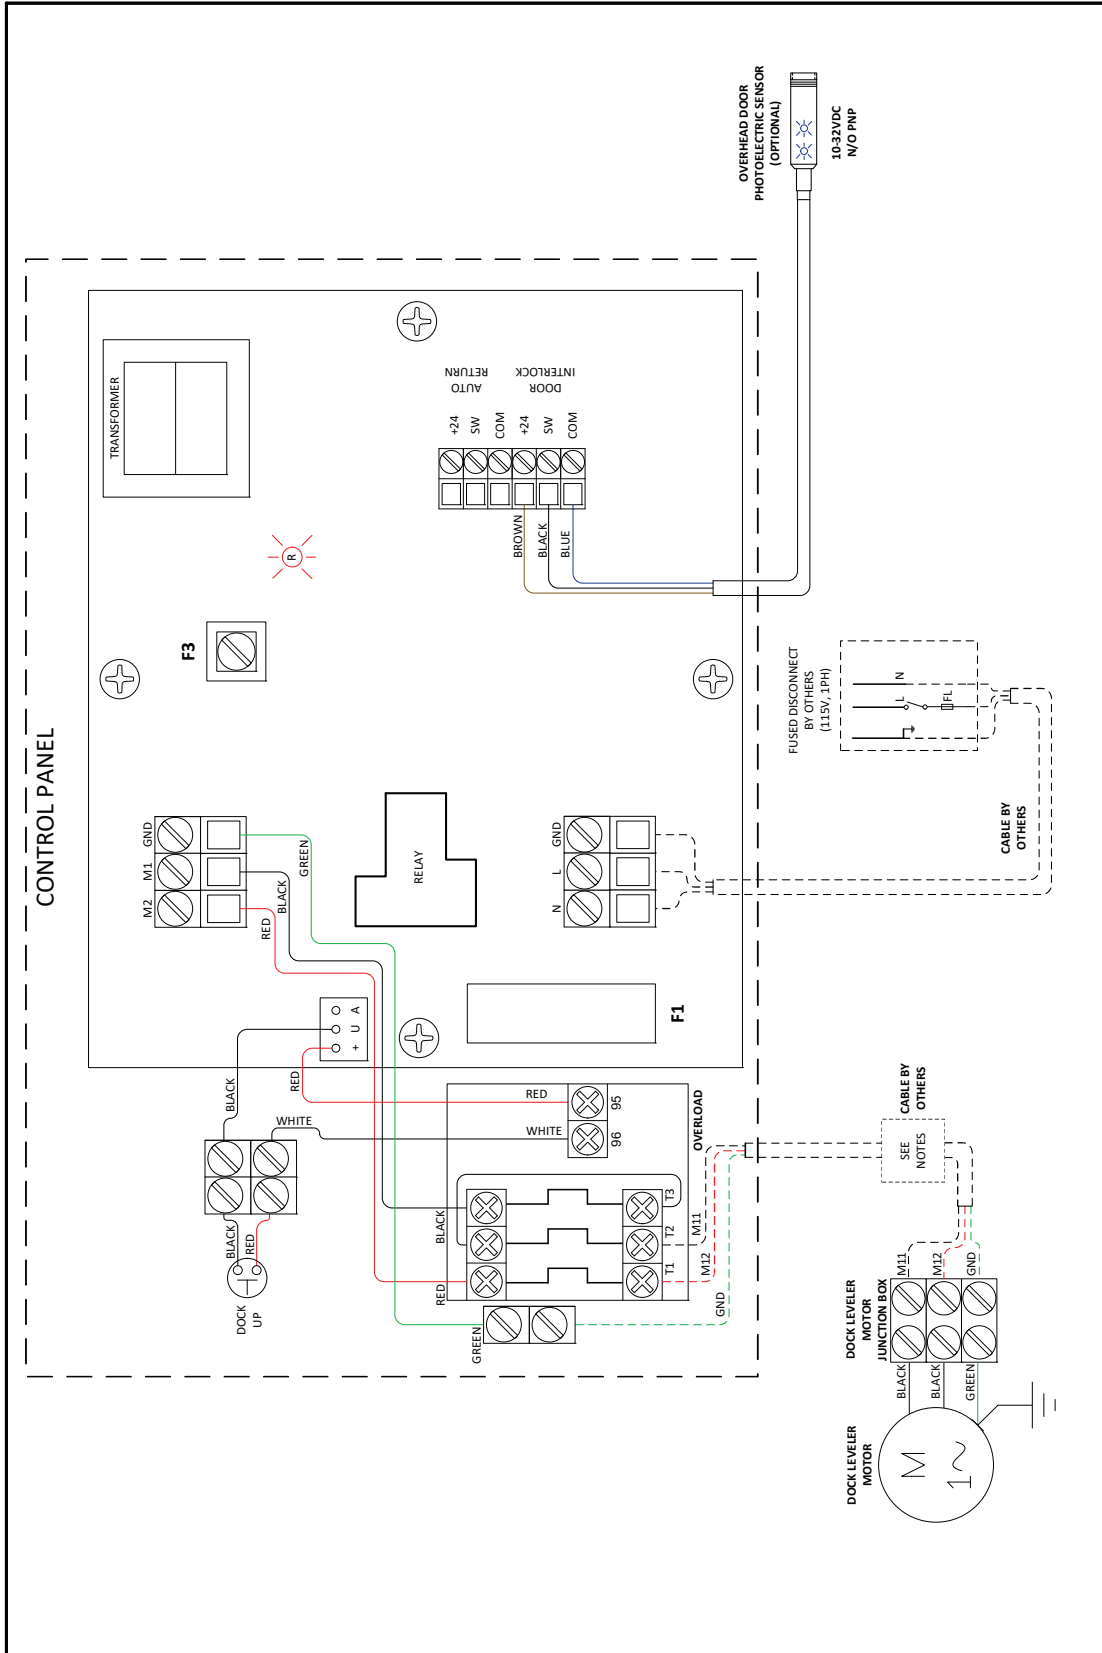 CONTROL PANEL
TRANSFORMER
OVERHEAD DOOR
PHOTOELECTRIC SENSOR
(OPTIONAL)
10-32VDC
N/O PNP
AUTO
RETURN
DOOR
INTERLOCK
+24
SW
COM
+24
SW
COM
BROWN
BLACK
BLUE
R
F3
GND
M1
M2
GREEN
BLACK
RED
RELAY
GND
L
N
FUSED DISCONNECT
BY OTHERS
(115V, 1PH)
N
L
FL
CABLE BY
OTHERS
F1
A
U
+
BLACK
RED
WHITE
RED
WHITE
95
96
OVERLOAD
BLACK
RED
DOCK
UP
BLACK
RED
GREEN
T3
T2
T1
M11
M12
GND
CABLE BY
OTHERS
SEE
NOTES
M11
M12
GND
DOCK LEVELER
MOTOR
JUNCTION BOX
BLACK
BLACK
GREEN
DOCK LEVELER
MOTOR
M
1~